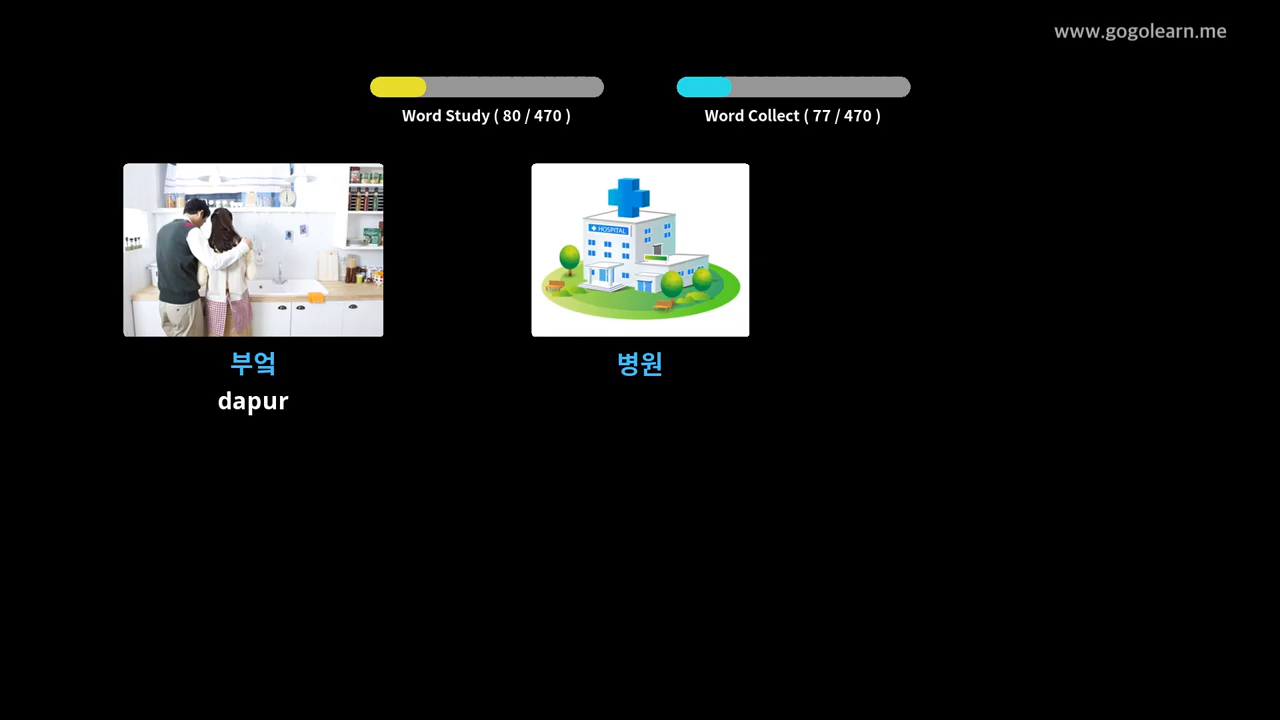 www.gogolearn.me
Word Study ( 80 / 470 )
Word Collect ( 77 / 470 )
HOSPITAL
부엌
병원
dapur